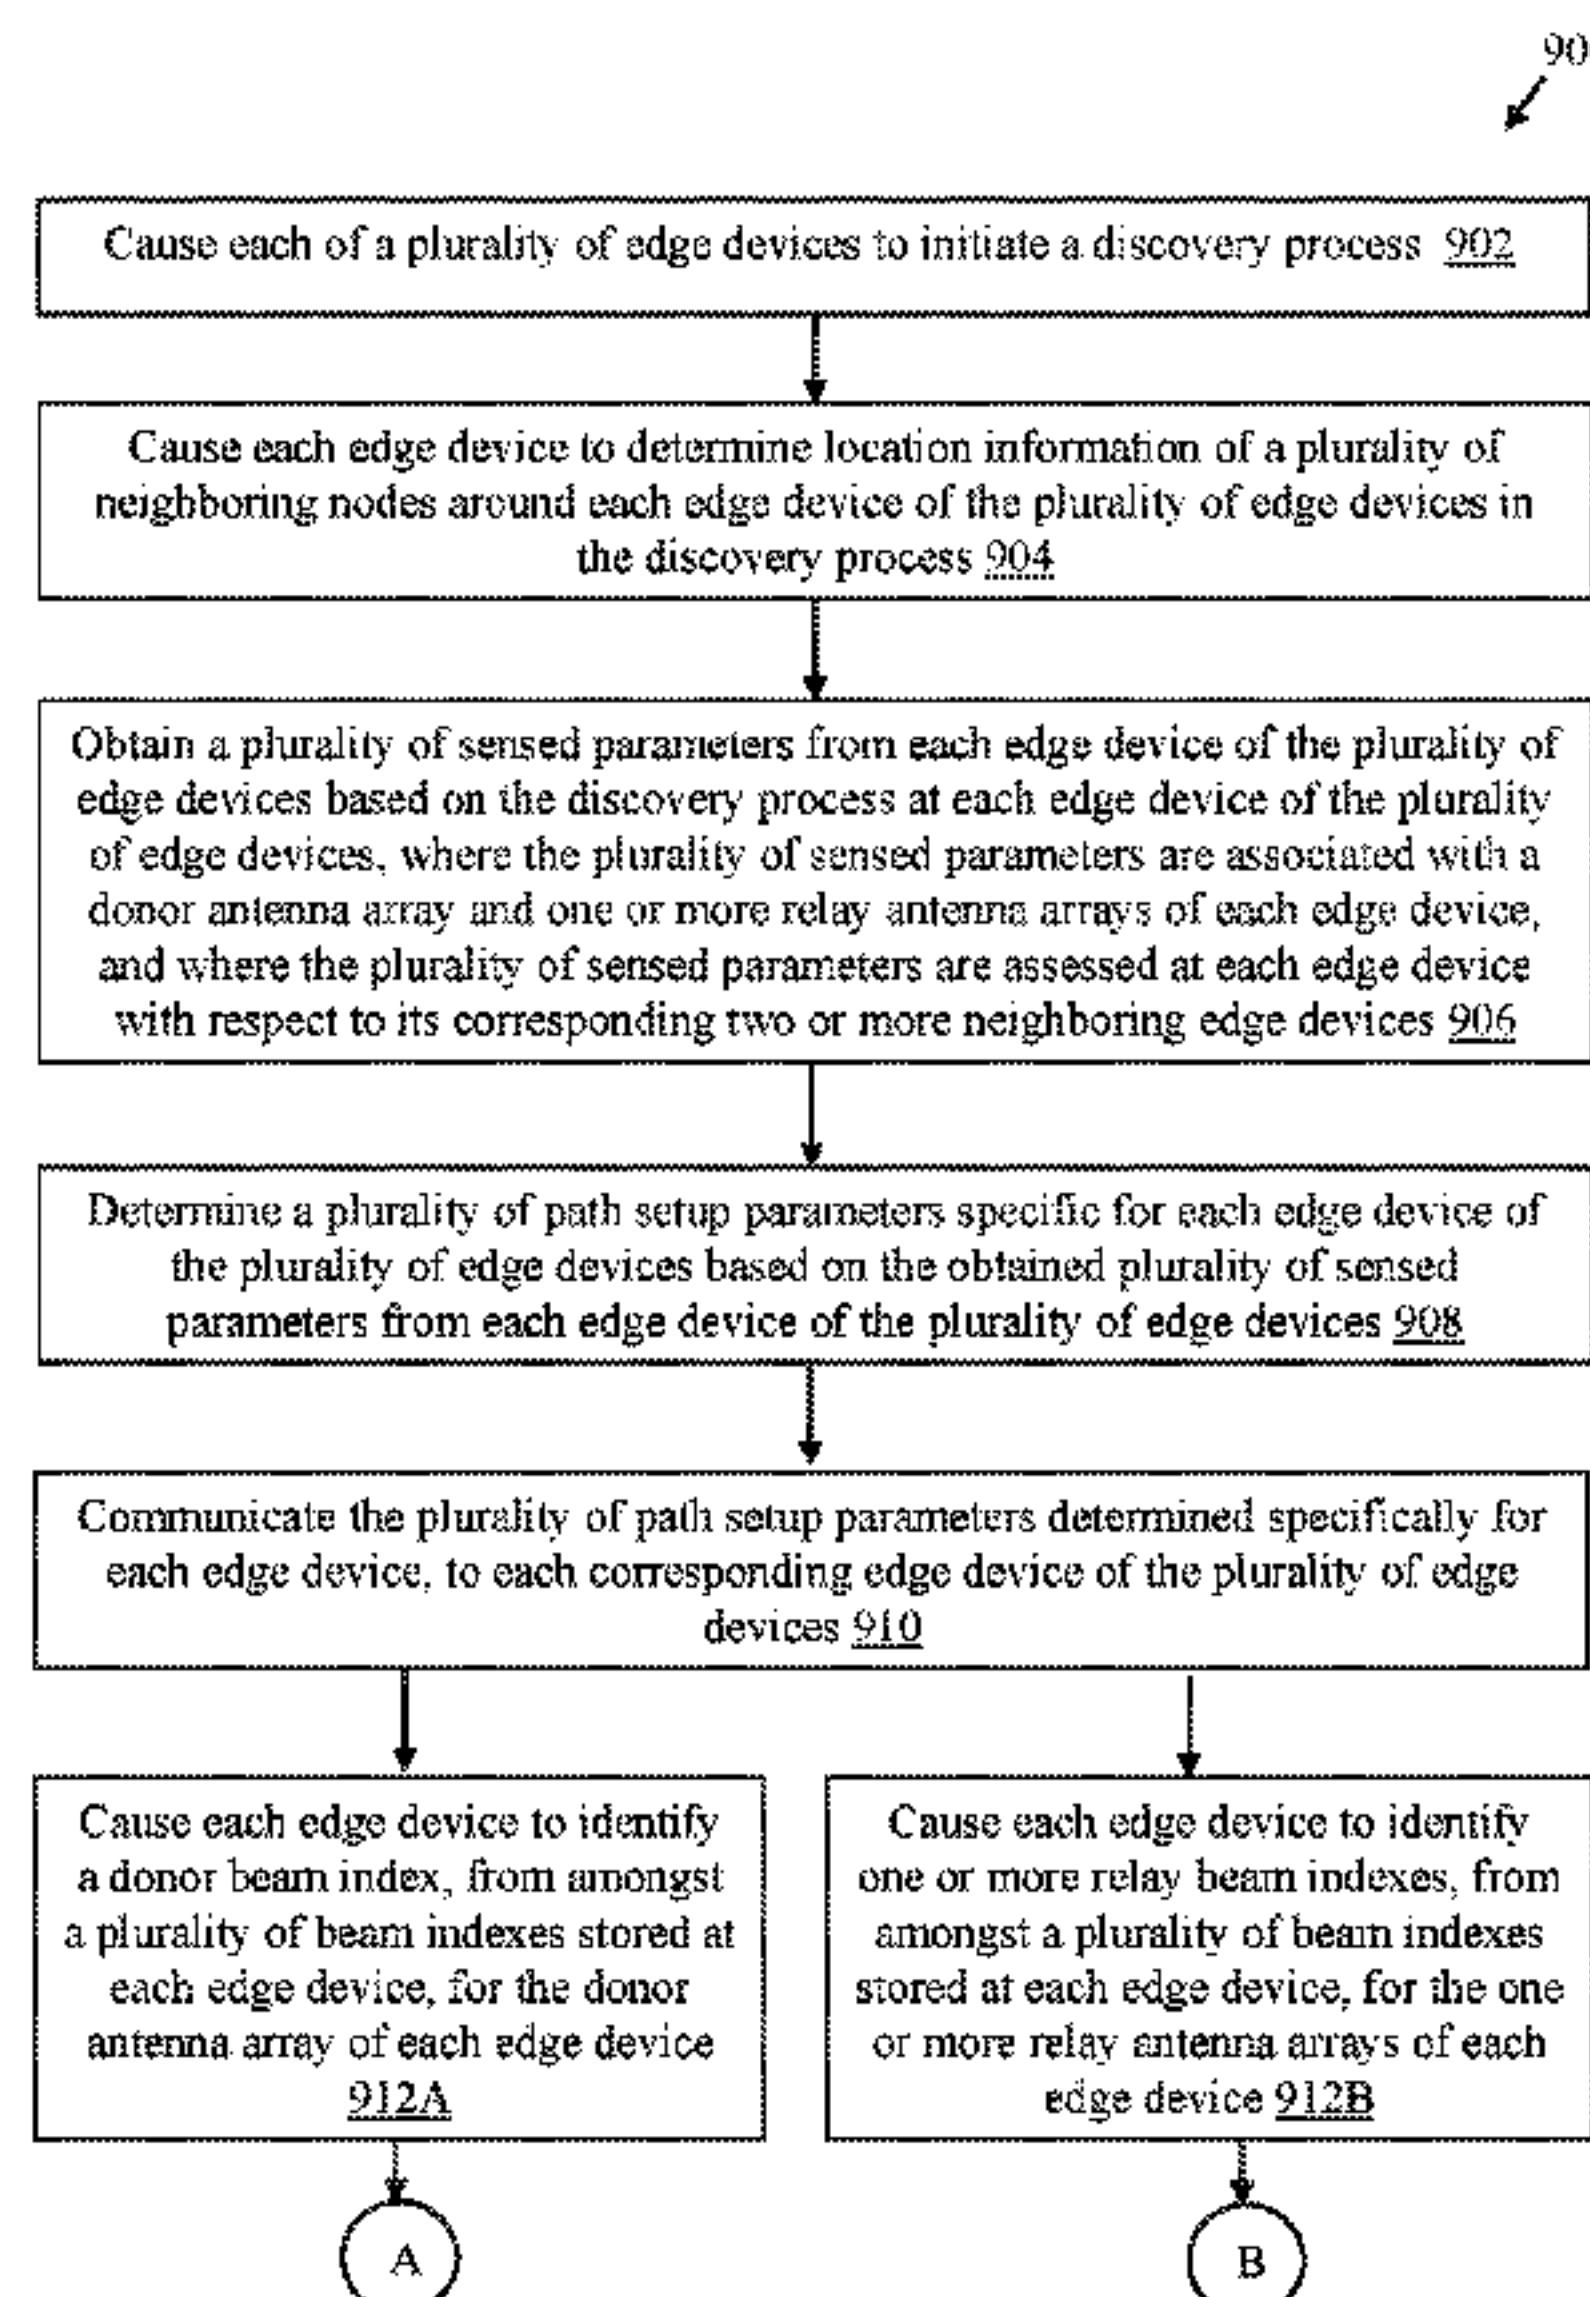 90
Cause each of a plurality of edge devices to initiate a discovery process 902
Cause each edge device to determine location information of a plurality of
neighboring nodes around each edge device of the plurality of edge devices in
the discovery process 904
Obtain a plurality of sensed parameters from each edge device of the plurality of
edge devices based on the discovery process at each edge device of the plurality
of edge devices, where the plurality of sensed parameters are associated with a
donor antenna array and one or more relay antenna arrays of each edge device,
and where the plurality of sensed parameters are assessed at each edge device
with respect to its corresponding two or more neighboring edge devices 906
Determine a plurality of path setup parameters specific for each edge device of
the plurality of edge devices based on the obtained plurality of sensed
parameters from each edge device of the plurality of edge devices 908
Communicate the plurality of path setup parameters determined specifically for
each edge device, to each corresponding edge device of the plurality of edge
devices 910
Cause each edge device to identify
a donor beam index, from amongst
a plurality of beam indexes stored at
each edge device, for the donor
antenna array of each edge device
912A
Cause each edge device to identify
one or more relay beam indexes, from
amongst a plurality of beam indexes
stored at each edge device, for the one
or more relay antenna arrays of each
edge device 912B
A
B